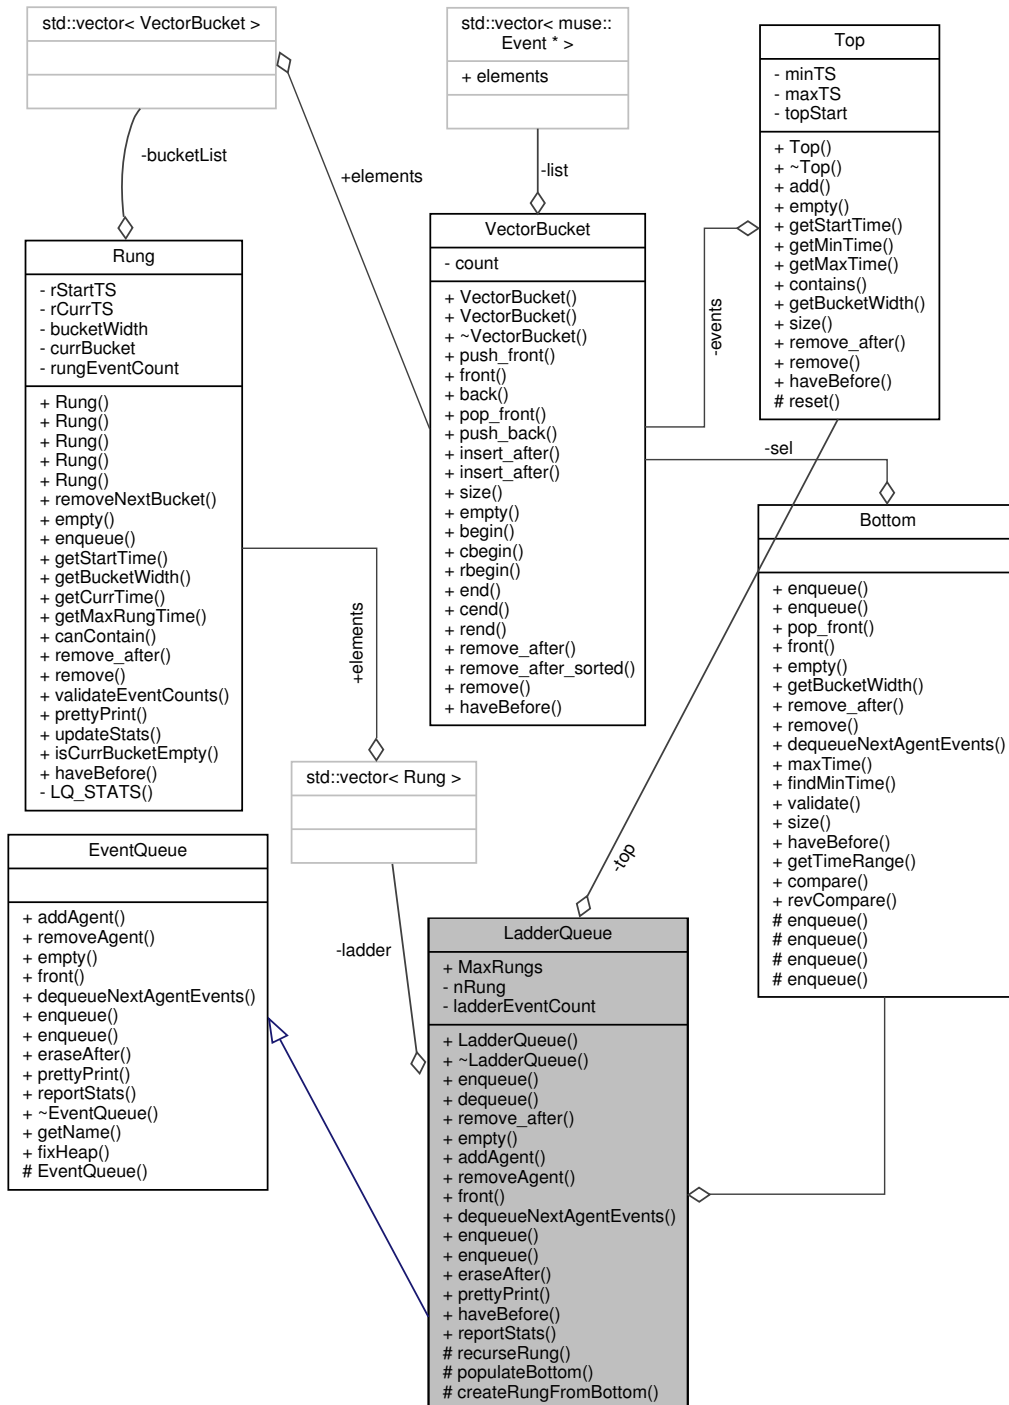 std::vector< VectorBucket >
std::vector< muse::
Event * >
+ elements
Top
- minTS
- maxTS
- topStart
+ Top()
+ ~Top()
+ add()
+ empty()
+ getStartTime()
+ getMinTime()
+ getMaxTime()
+ contains()
+ getBucketWidth()
+ size()
+ remove_after()
+ remove()
+ haveBefore()
# reset()
-bucketList
+elements
-list
-events
-sel
Rung
- rStartTS
- rCurrTS
- bucketWidth
- currBucket
- rungEventCount
+ Rung()
+ Rung()
+ Rung()
+ Rung()
+ Rung()
+ removeNextBucket()
+ empty()
+ enqueue()
+ getStartTime()
+ getBucketWidth()
+ getCurrTime()
+ getMaxRungTime()
+ canContain()
+ remove_after()
+ remove()
+ validateEventCounts()
+ prettyPrint()
+ updateStats()
+ isCurrBucketEmpty()
+ haveBefore()
- LQ_STATS()
VectorBucket
- count
+ VectorBucket()
+ VectorBucket()
+ ~VectorBucket()
+ push_front()
+ front()
+ back()
+ pop_front()
+ push_back()
+ insert_after()
+ insert_after()
+ size()
+ empty()
+ begin()
+ cbegin()
+ rbegin()
+ end()
+ cend()
+ rend()
+ remove_after()
+ remove_after_sorted()
+ remove()
+ haveBefore()
Bottom
+ enqueue()
+ enqueue()
+ pop_front()
+ front()
+ empty()
+ getBucketWidth()
+ remove_after()
+ remove()
+ dequeueNextAgentEvents()
+ maxTime()
+ findMinTime()
+ validate()
+ size()
+ haveBefore()
+ getTimeRange()
+ compare()
+ revCompare()
# enqueue()
# enqueue()
# enqueue()
# enqueue()
+elements
std::vector< Rung >
-top
-ladder
EventQueue
+ addAgent()
+ removeAgent()
+ empty()
+ front()
+ dequeueNextAgentEvents()
+ enqueue()
+ enqueue()
+ eraseAfter()
+ prettyPrint()
+ reportStats()
+ ~EventQueue()
+ getName()
+ fixHeap()
# EventQueue()
LadderQueue
+ MaxRungs
- nRung
- ladderEventCount
+ LadderQueue()
+ ~LadderQueue()
+ enqueue()
+ dequeue()
+ remove_after()
+ empty()
+ addAgent()
+ removeAgent()
+ front()
+ dequeueNextAgentEvents()
+ enqueue()
+ enqueue()
+ eraseAfter()
+ prettyPrint()
+ haveBefore()
+ reportStats()
# recurseRung()
# populateBottom()
# createRungFromBottom()